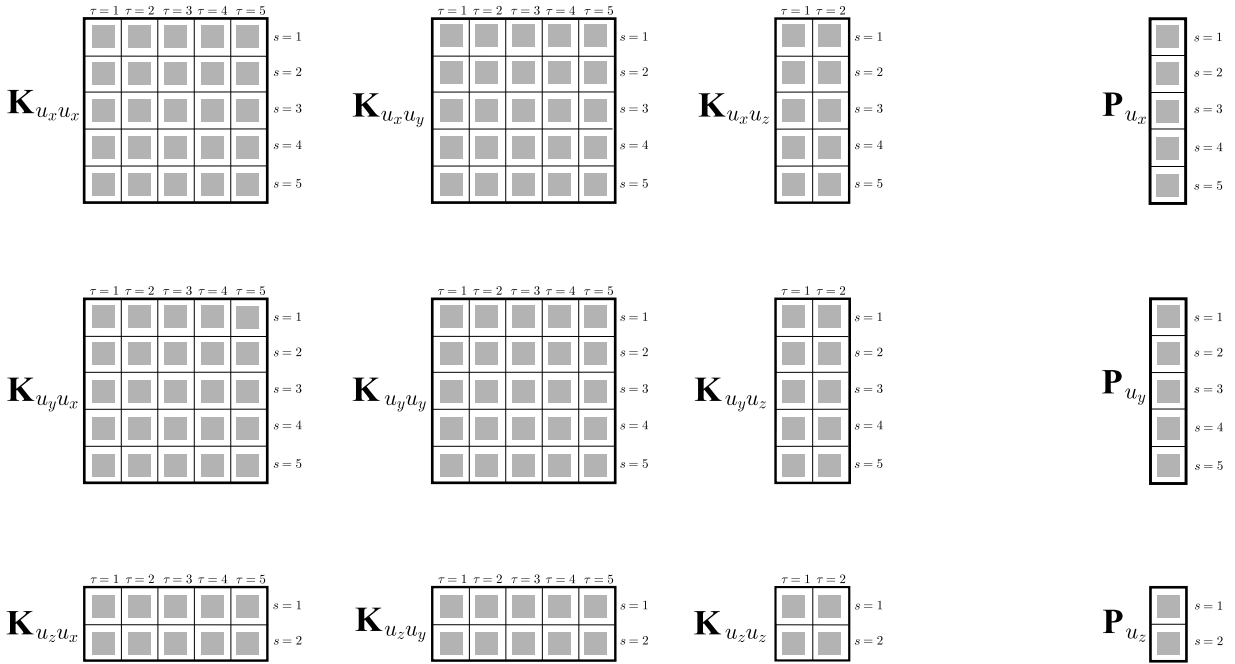 τ = 1 τ = 2 τ = 3 τ = 4 τ = 5
τ = 1 τ = 2 τ = 3 τ = 4 τ = 5
τ = 1 τ = 2
K_{u_x u_x}
s = 1
s = 2
s = 3
s = 4
s = 5
K_{u_x u_y}
s = 1
s = 2
s = 3
s = 4
s = 5
K_{u_x u_z}
s = 1
s = 2
s = 3
s = 4
s = 5
P_{u_x}
s = 1
s = 2
s = 3
s = 4
s = 5
τ = 1 τ = 2 τ = 3 τ = 4 τ = 5
τ = 1 τ = 2 τ = 3 τ = 4 τ = 5
τ = 1 τ = 2
K_{u_y u_x}
s = 1
s = 2
s = 3
s = 4
s = 5
K_{u_y u_y}
s = 1
s = 2
s = 3
s = 4
s = 5
K_{u_y u_z}
s = 1
s = 2
s = 3
s = 4
s = 5
P_{u_y}
s = 1
s = 2
s = 3
s = 4
s = 5
τ = 1 τ = 2 τ = 3 τ = 4 τ = 5
τ = 1 τ = 2 τ = 3 τ = 4 τ = 5
τ = 1 τ = 2
K_{u_z u_x}
s = 1
s = 2
K_{u_z u_y}
s = 1
s = 2
K_{u_z u_z}
s = 1
s = 2
P_{u_z}
s = 1
s = 2